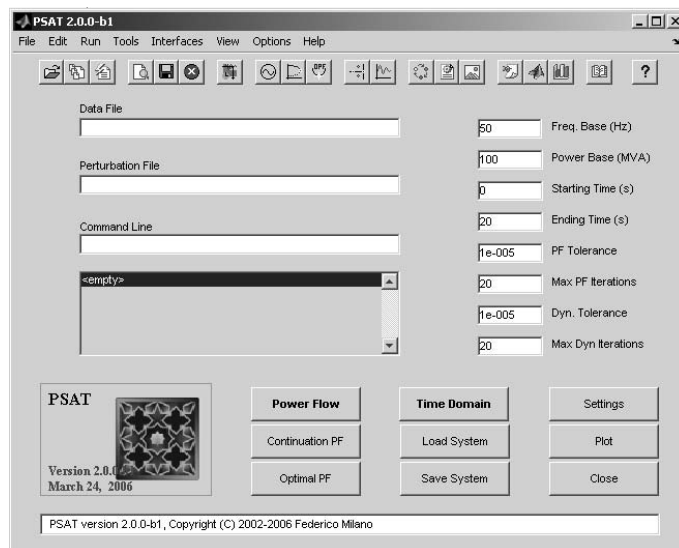 PSAT 2.0.0-b1
File Edit Run Tools Interfaces View Options Help
OPF
?
Data File
Perturbation File
Command Line
<empty>
50 Freq. Base (Hz)
100 Power Base (MVA)
0 Starting Time (s)
20 Ending Time (s)
1e-005 PF Tolerance
20 Max PF Iterations
1e-005 Dyn. Tolerance
20 Max Dyn Iterations
PSAT
Version 2.0.0
March 24, 2006
Power Flow
Time Domain
Settings
Continuation PF
Load System
Plot
Optimal PF
Save System
Close
PSAT version 2.0.0-b1, Copyright (C) 2002-2006 Federico Milano